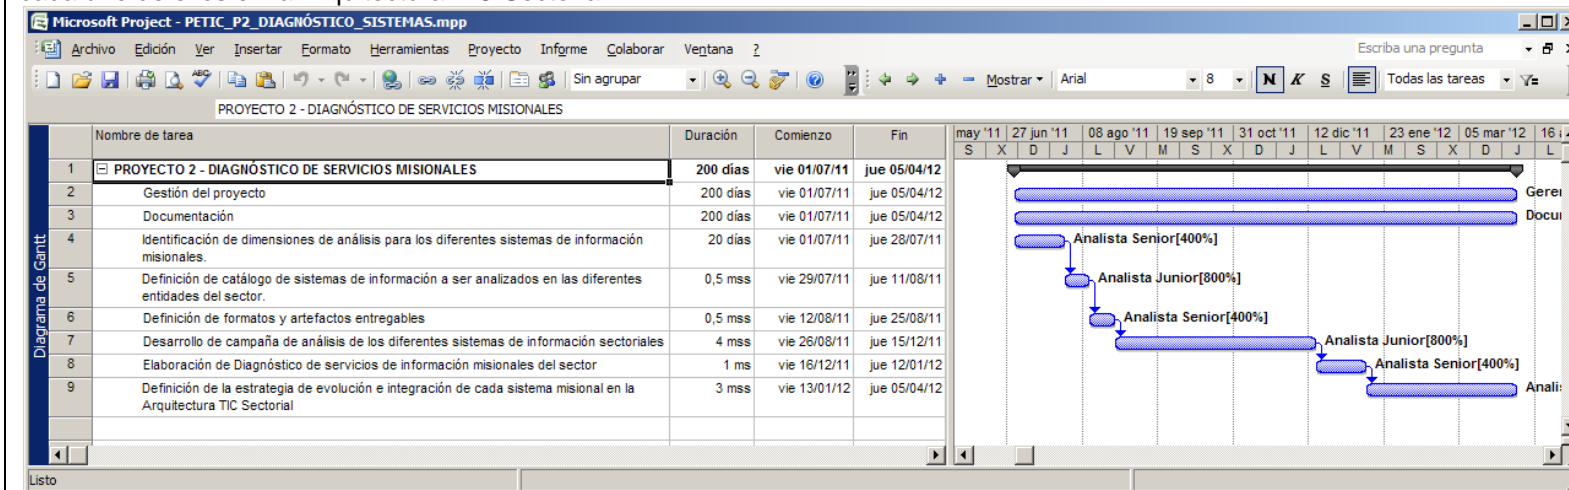 Microsoft Project - PETIC_P2_DIAGNÓSTICO_SISTEMAS.mpp
Archivo Edición Ver Insertar Formato Herramientas Proyecto Informe Colaborar Ventana ? Escriba una pregunta
Sin agrupar Mostrar Arial 8 N K S Todas las tareas
PROYECTO 2 - DIAGNÓSTICO DE SERVICIOS MISIONALES
Nombre de tarea Duración Comienzo Fin may '11 27 jun '11 08 ago '11 19 sep '11 31 oct '11 12 dic '11 23 ene '12 05 mar '12 16
S X D J L V M S X D J L V M S X D J L
1 PROYECTO 2 - DIAGNÓSTICO DE SERVICIOS MISIONALES 200 días vie 01/07/11 jue 05/04/12
2 Gestión del proyecto 200 días vie 01/07/11 jue 05/04/12 Geren
3 Documentación 200 días vie 01/07/11 jue 05/04/12 Docu
4 Identificación de dimensiones de análisis para los diferentes sistemas de información 20 días vie 01/07/11 jue 28/07/11 Analista Senior[400%]
misionales.
5 Definición de catálogo de sistemas de información a ser analizados en las diferentes 0,5 mss vie 29/07/11 jue 11/08/11 Analista Junior[800%]
entidades del sector.
6 Definición de formatos y artefactos entregables 0,5 mss vie 12/08/11 jue 25/08/11 Analista Senior[400%]
7 Desarrollo de campaña de análisis de los diferentes sistemas de información sectoriales 4 mss vie 26/08/11 jue 15/12/11 Analista Junior[800%]
8 Elaboración de Diagnóstico de servicios de información misionales del sector 1 ms vie 16/12/11 jue 12/01/12 Analista Senior[400%]
9 Definición de la estrategia de evolución e integración de cada sistema misional en la 3 mss vie 13/01/12 jue 05/04/12 Analis
Arquitectura TIC Sectorial
Diagrama de Gantt
Listo